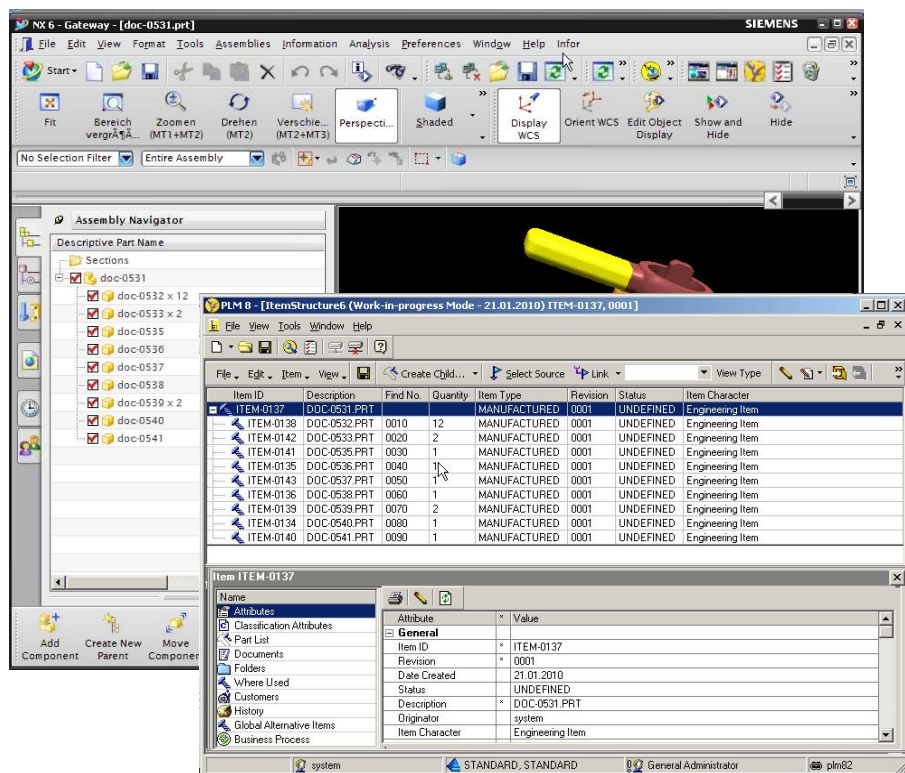 NX 6 - Gateway - [doc-0531.prt] SIEMENS
File Edit View Format Tools Assemblies Information Analysis Preferences Window Help Infor
Start
Fit Bereich vergrÃ¶Ã... Zoomen (MT1+MT2) Drehen (MT2) Verschie... (MT2+MT3) Perspecti... Shaded Display WCS Orient WCS Edit Object Display Show and Hide Hide
No Selection Filter Entire Assembly
Assembly Navigator
Descriptive Part Name
Sections
doc-0531
doc-0532 x 12
doc-0533 x 2
doc-0535
doc-0536
doc-0537
doc-0538
doc-0539 x 2
doc-0540
doc-0541
Add Component Create New Parent Move Componen
PLM 8 - [ItemStructure6 (Work-in-progress Mode - 21.01.2010) ITEM-0137, 0001]
File View Tools Window Help
File Edit Item View Create Child... Select Source Link View Type
Item ID Description Find No. Quantity Item Type Revision Status Item Character
ITEM-0137 DOC-0531.PRT MANUFACTURED 0001 UNDEFINED Engineering Item
ITEM-0138 DOC-0532.PRT 0010 12 MANUFACTURED 0001 UNDEFINED Engineering Item
ITEM-0142 DOC-0533.PRT 0020 2 MANUFACTURED 0001 UNDEFINED Engineering Item
ITEM-0141 DOC-0535.PRT 0030 1 MANUFACTURED 0001 UNDEFINED Engineering Item
ITEM-0135 DOC-0536.PRT 0040 1 MANUFACTURED 0001 UNDEFINED Engineering Item
ITEM-0143 DOC-0537.PRT 0050 1 MANUFACTURED 0001 UNDEFINED Engineering Item
ITEM-0136 DOC-0538.PRT 0060 1 MANUFACTURED 0001 UNDEFINED Engineering Item
ITEM-0139 DOC-0539.PRT 0070 2 MANUFACTURED 0001 UNDEFINED Engineering Item
ITEM-0134 DOC-0540.PRT 0080 1 MANUFACTURED 0001 UNDEFINED Engineering Item
ITEM-0140 DOC-0541.PRT 0090 1 MANUFACTURED 0001 UNDEFINED Engineering Item
Item ITEM-0137
Name
Attributes
Classification Attributes
Part List
Documents
Folders
Where Used
Customers
History
Global Alternative Items
Business Process
Attribute * Value
General
Item ID * ITEM-0137
Revision * 0001
Date Created 21.01.2010
Status UNDEFINED
Description * DOC-0531.PRT
Originator system
Item Character Engineering Item
system STANDARD, STANDARD General Administrator plm82